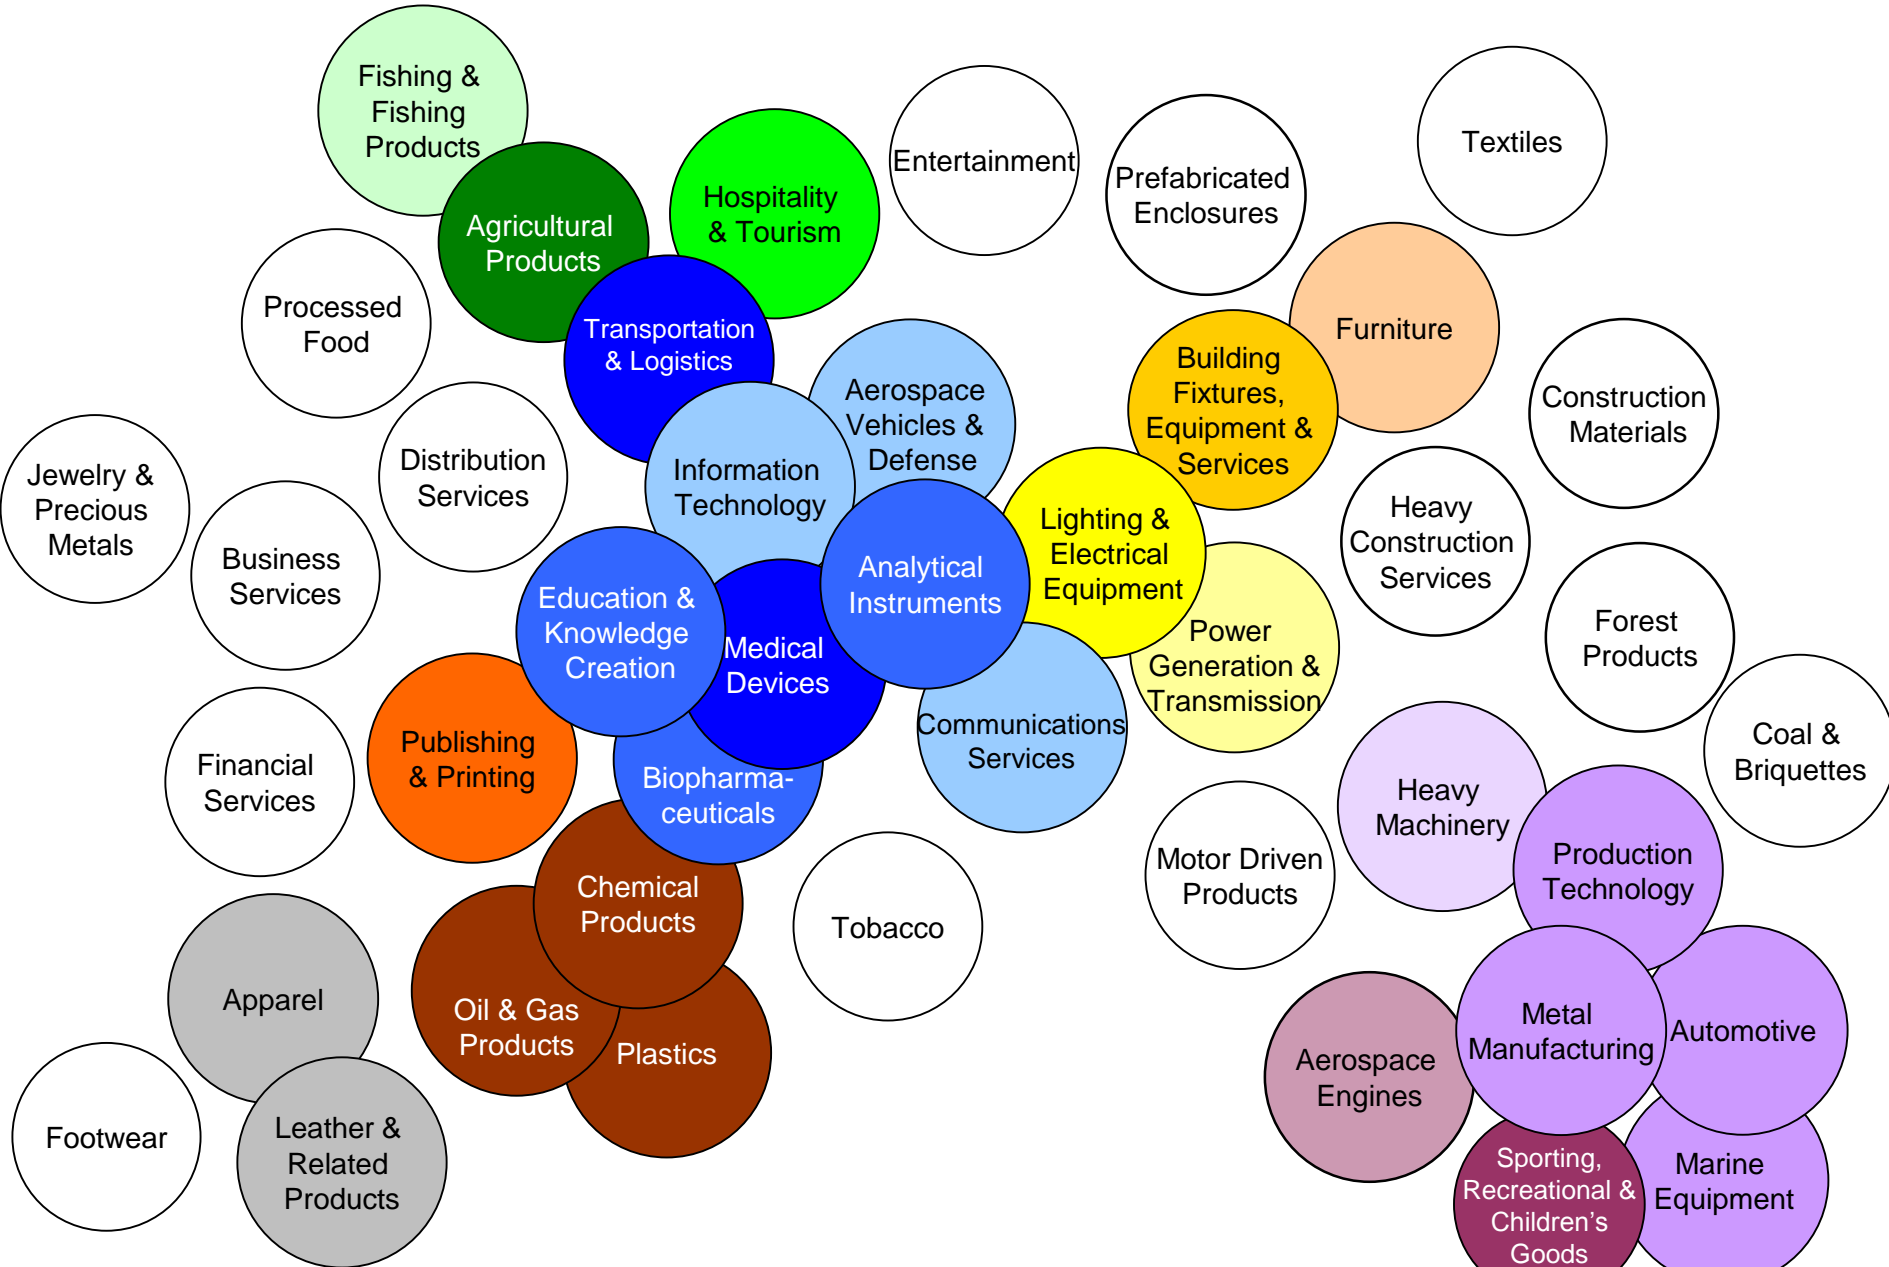 Fishing &
Fishing
Products
Entertainment
Textiles
Prefabricated
Enclosures
Hospitality
& Tourism
Agricultural
Products
Processed
Food
Transportation
& Logistics
Furniture
Building
Fixtures,
Equipment &
Services
Aerospace
Vehicles &
Defense
Construction
Materials
Jewelry &
Precious
Metals
Distribution
Services
Information
Technology
Lighting &
Electrical
Equipment
Heavy
Construction
Services
Business
Services
Analytical
Instruments
Education &
Knowledge
Creation
Medical
Devices
Power
Generation &
Transmission
Forest
Products
Communications
Services
Coal &
Briquettes
Publishing
& Printing
Financial
Services
Biopharma-
ceuticals
Heavy
Machinery
Motor Driven
Products
Production
Technology
Chemical
Products
Tobacco
Apparel
Oil & Gas
Products
Plastics
Metal
Manufacturing
Automotive
Aerospace
Engines
Footwear
Leather &
Related
Products
Sporting,
Recreational &
Children’s
Goods
Marine
Equipment